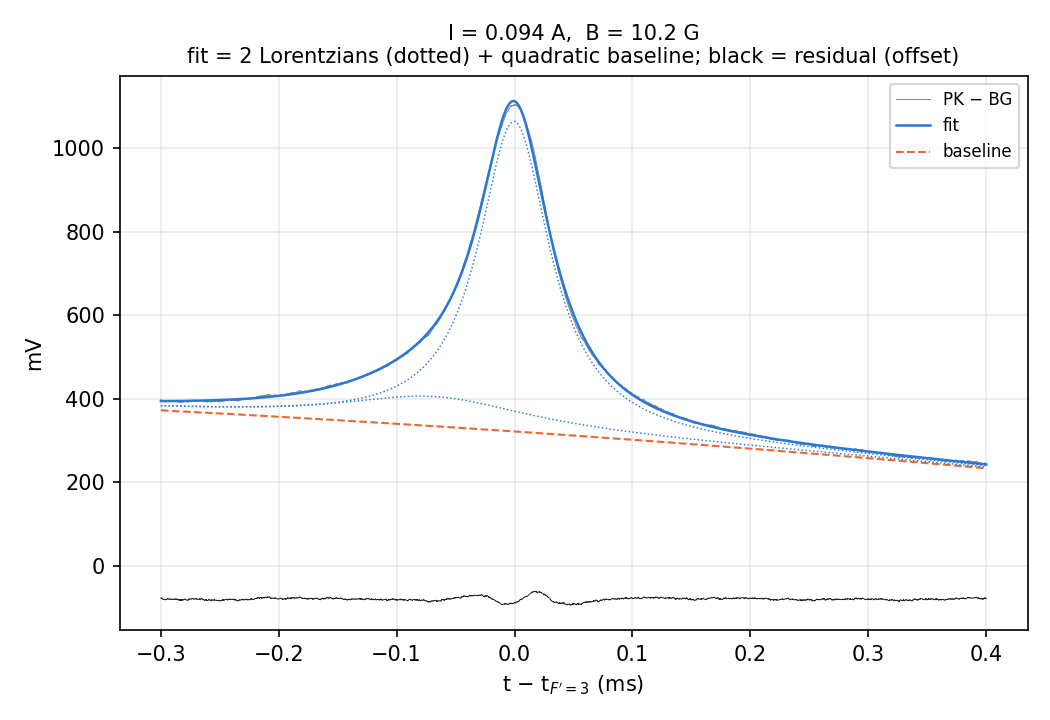 I = 0.094 A,  B = 10.2 G
fit = 2 Lorentzians (dotted) + quadratic baseline; black = residual (offset)
PK − BG
fit
baseline
1000
800
600
400
200
0
mV
−0.3 −0.2 −0.1 0.0 0.1 0.2 0.3 0.4
t − t_{F'=3} (ms)